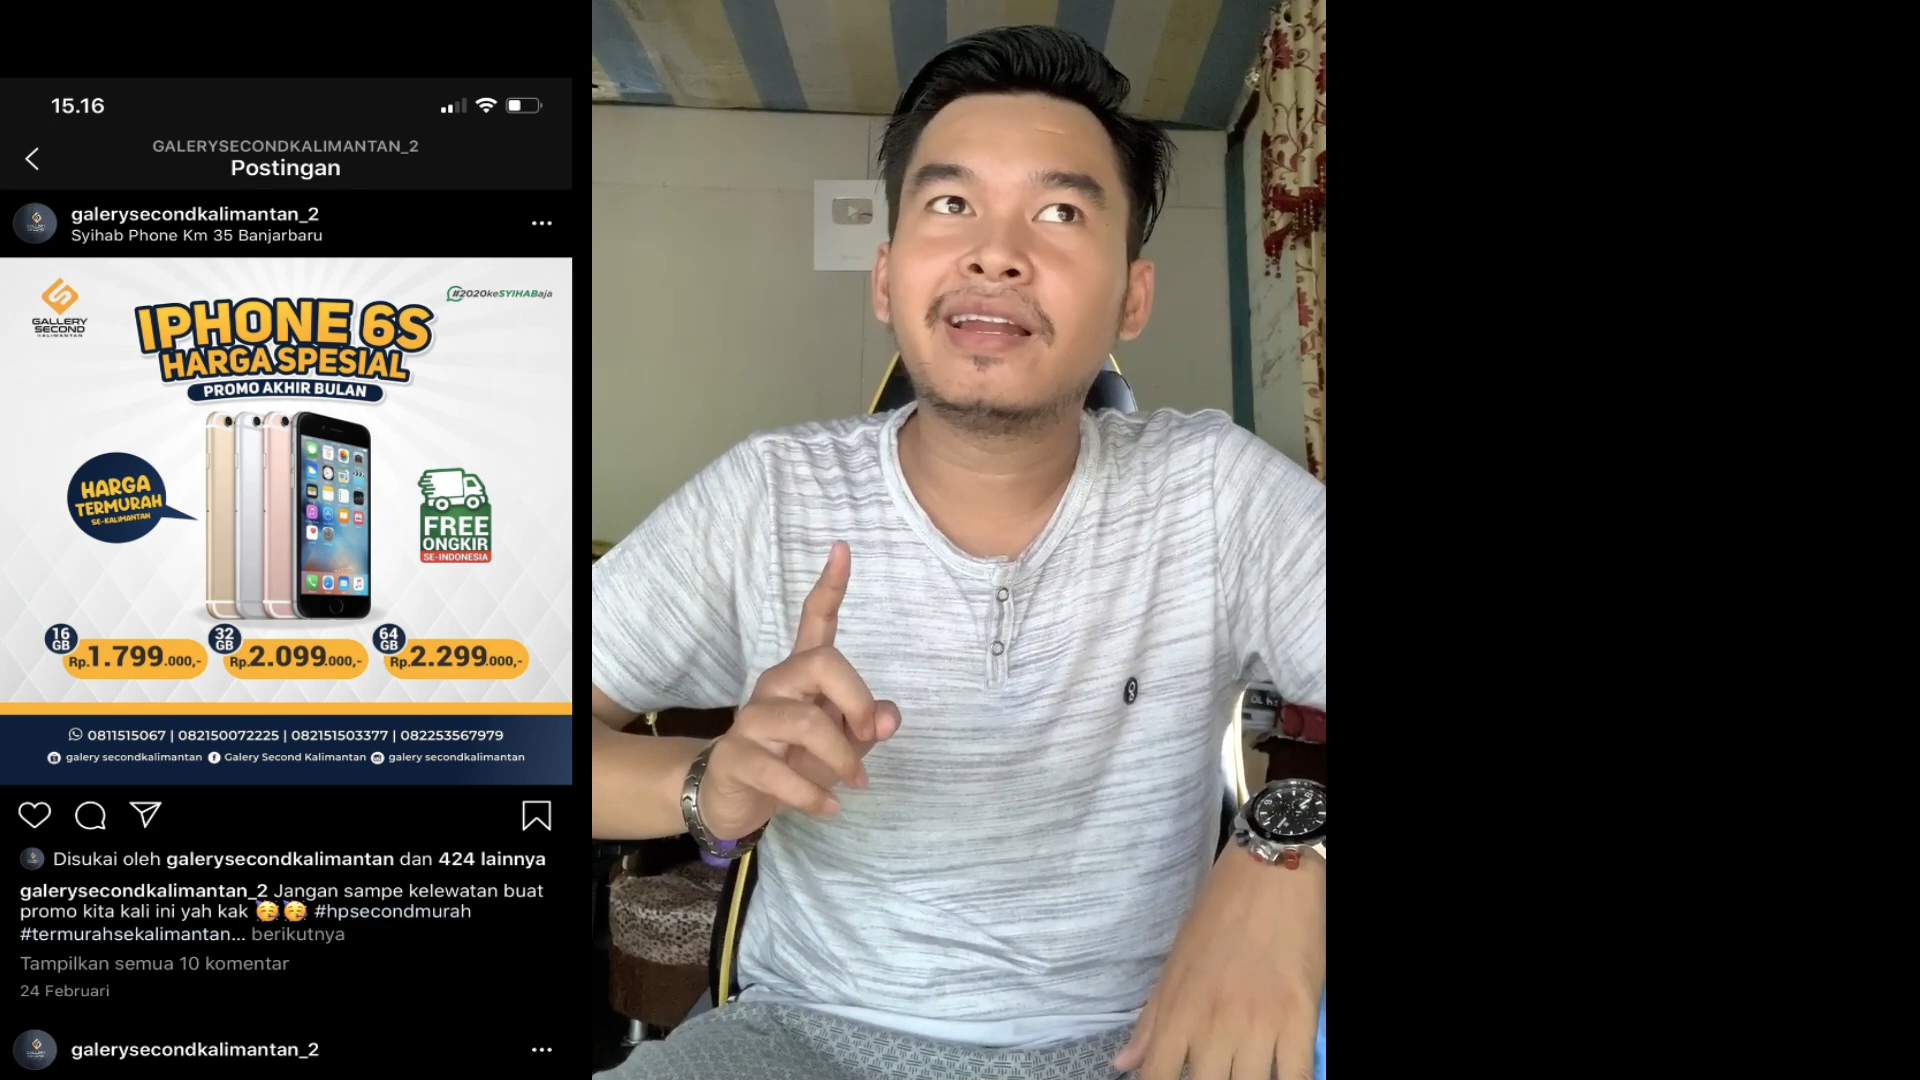 15.16
GALERYSECONDKALIMANTAN_2
Postingan
galerysecondkalimantan_2
Syihab Phone Km 35 Banjarbaru
GALLERY
SECOND
KALIMANTAN
#2020keSYIHABaja
IPHONE 6S
HARGA SPESIAL
PROMO AKHIR BULAN
HARGA
TERMURAH
SE-KALIMANTAN
FREE
ONGKIR
SE-INDONESIA
16 GB Rp.1.799.000,-
32 GB Rp.2.099.000,-
64 GB Rp.2.299.000,-
0811515067 | 082150072225 | 082151503377 | 082253567979
galery secondkalimantan Galery Second Kalimantan galery secondkalimantan
Disukai oleh galerysecondkalimantan dan 424 lainnya
galerysecondkalimantan_2 Jangan sampe kelewatan buat
promo kita kali ini yah kak 🥳🥳 #hpsecondmurah
#termurahsekalimantan... berikutnya
Tampilkan semua 10 komentar
24 Februari
galerysecondkalimantan_2